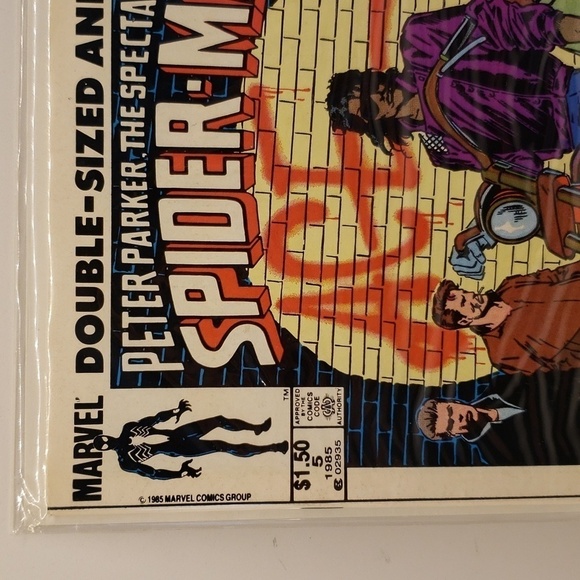 MARVEL DOUBLE-SIZED AN
PETER PARKER, THE SPECTA
SPIDER-M
ACE
TM
APPROVED
BY THE
COMICS
CODE
AUTHORITY
$1.50
5
1985
02935
© 1985 MARVEL COMICS GROUP